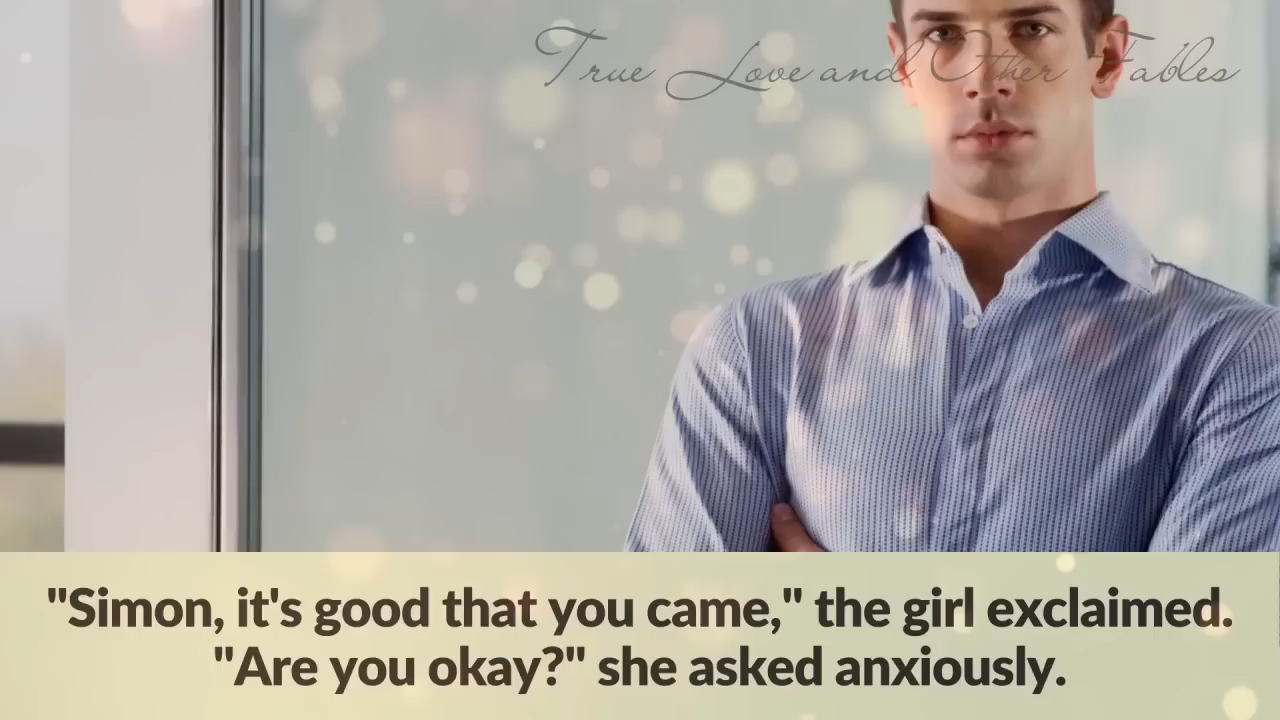 True Love and Other Fables
"Simon, it's good that you came," the girl exclaimed.
"Are you okay?" she asked anxiously.